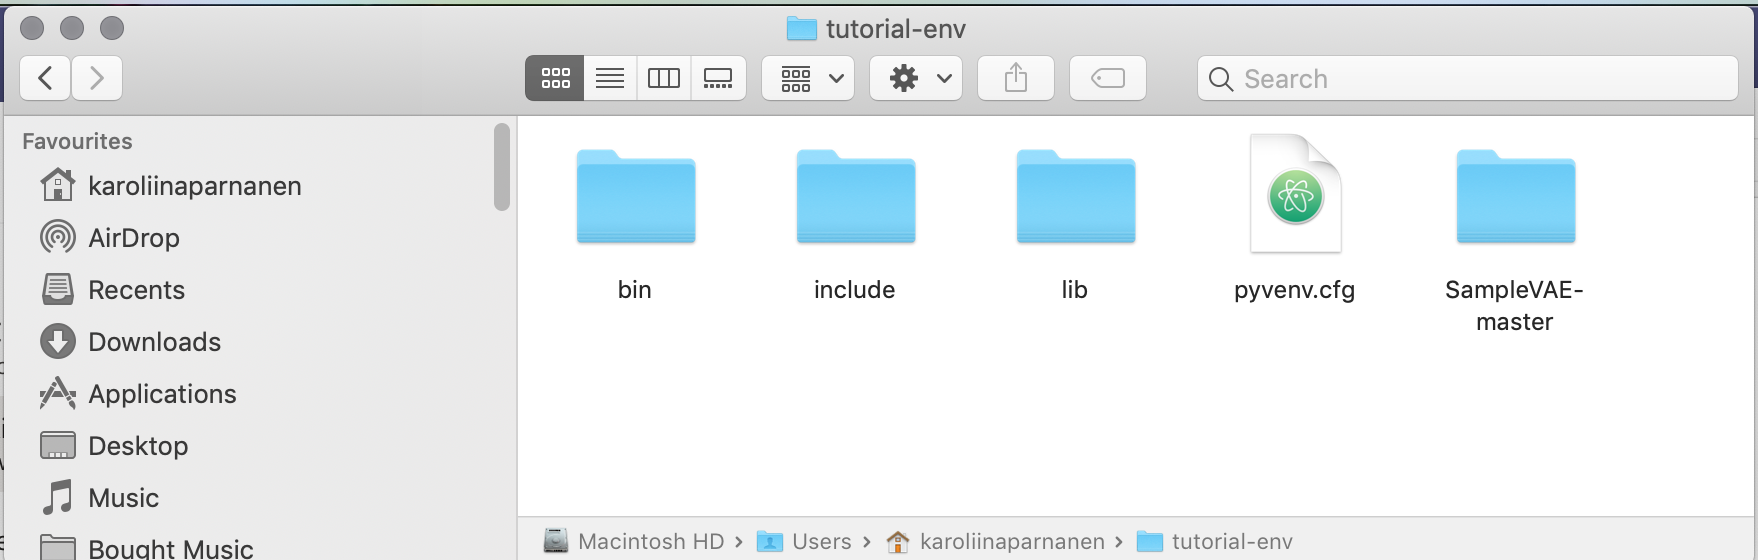 tutorial-env
Search
Favourites
karoliinaparnanen
AirDrop
Recents
Downloads
Applications
Desktop
Music
Bought Music
bin
include
lib
pyvenv.cfg
SampleVAE-
master
Macintosh HD › Users › karoliinaparnanen › tutorial-env